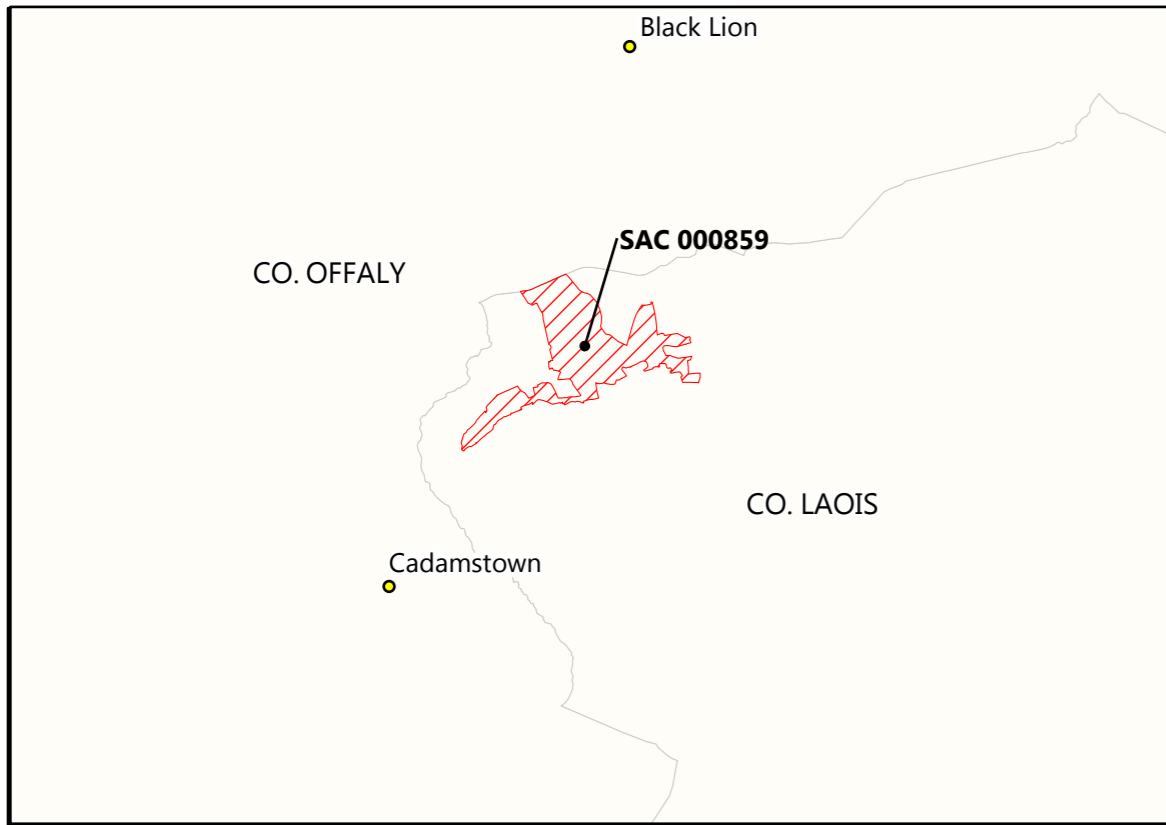 Black Lion
SAC 000859
CO. OFFALY
CO. LAOIS
Cadamstown